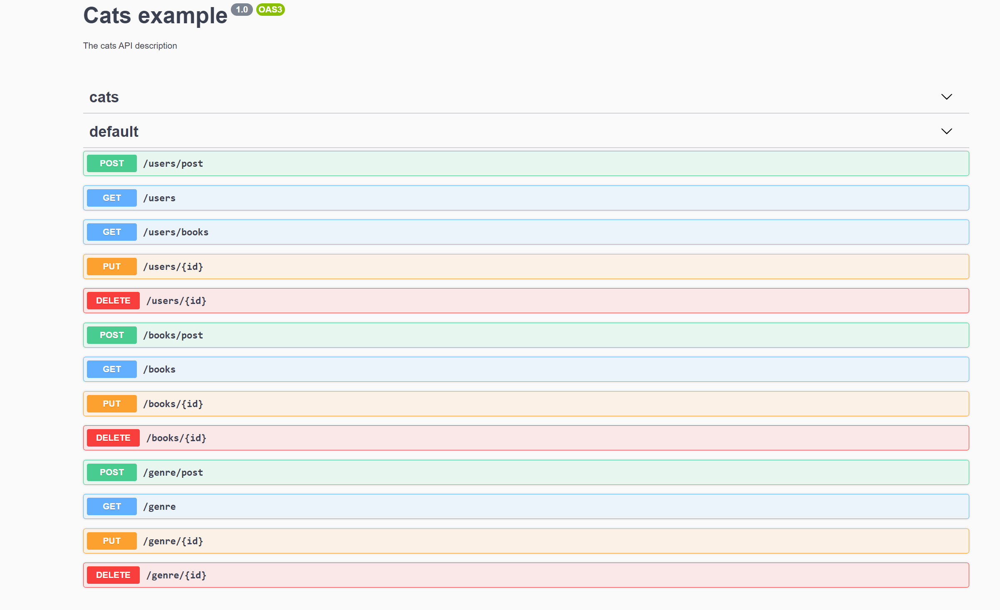 Cats example 1.0 OAS3
The cats API description
cats
default
POST /users/post
GET /users
GET /users/books
PUT /users/{id}
DELETE /users/{id}
POST /books/post
GET /books
PUT /books/{id}
DELETE /books/{id}
POST /genre/post
GET /genre
PUT /genre/{id}
DELETE /genre/{id}